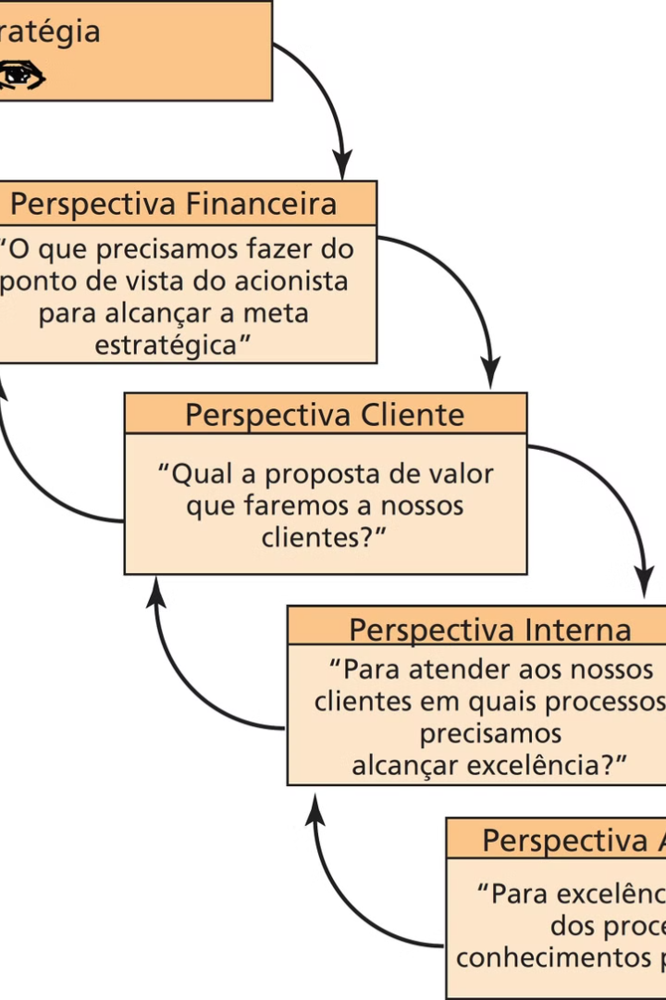 ratégia
Perspectiva Financeira
“O que precisamos fazer do
ponto de vista do acionista
para alcançar a meta
estratégica”
Perspectiva Cliente
“Qual a proposta de valor
que faremos a nossos
clientes?”
Perspectiva Interna
“Para atender aos nossos
clientes em quais processos
precisamos
alcançar excelência?”
Perspectiva A
“Para excelênc
dos proce
conhecimentos p